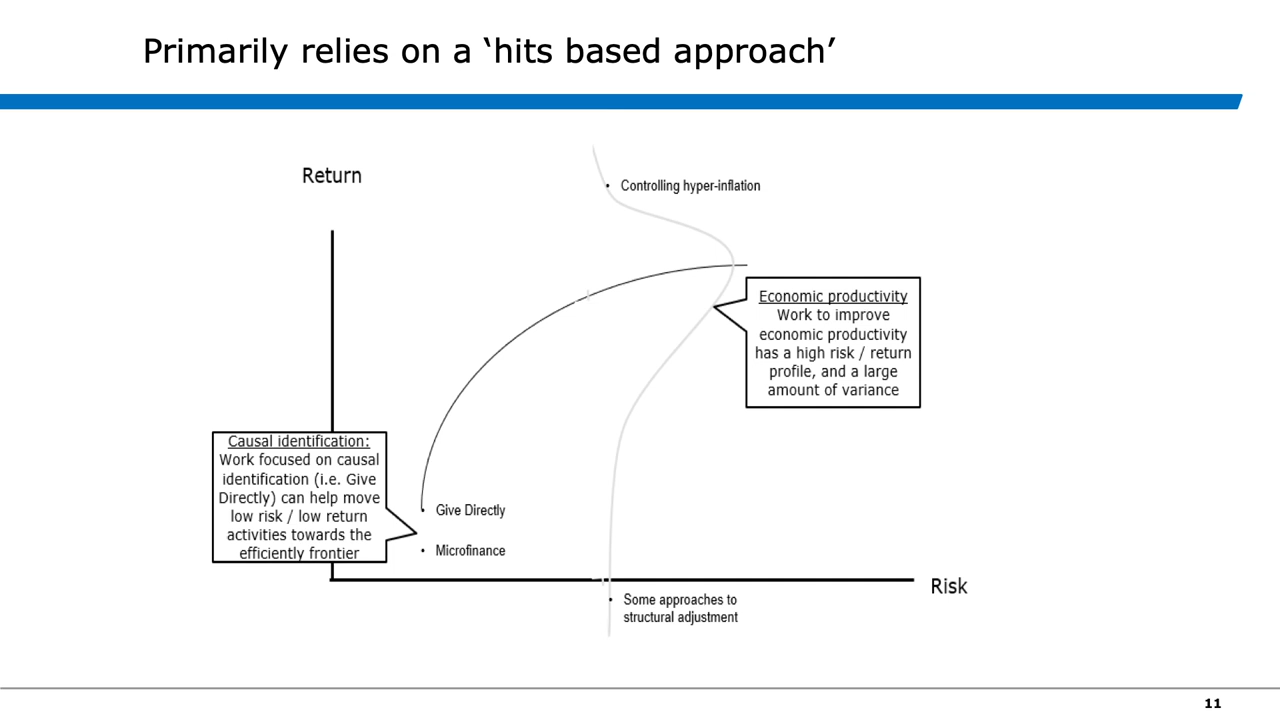 Primarily relies on a ‘hits based approach’
Return
• Controlling hyper-inflation
Economic productivity
Work to improve
economic productivity
has a high risk / return
profile, and a large
amount of variance
Causal identification:
Work focused on causal
identification (i.e. Give
Directly) can help move
low risk / low return
activities towards the
efficiently frontier
• Give Directly
• Microfinance
Risk
• Some approaches to
structural adjustment
11